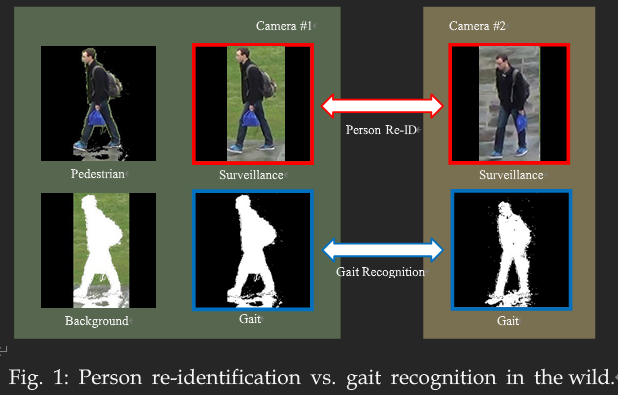 Camera #1
Camera #2
Person Re-ID
Pedestrian
Surveillance
Surveillance
Gait Recognition
Background
Gait
Gait
Fig. 1: Person re-identification vs. gait recognition in the wild.